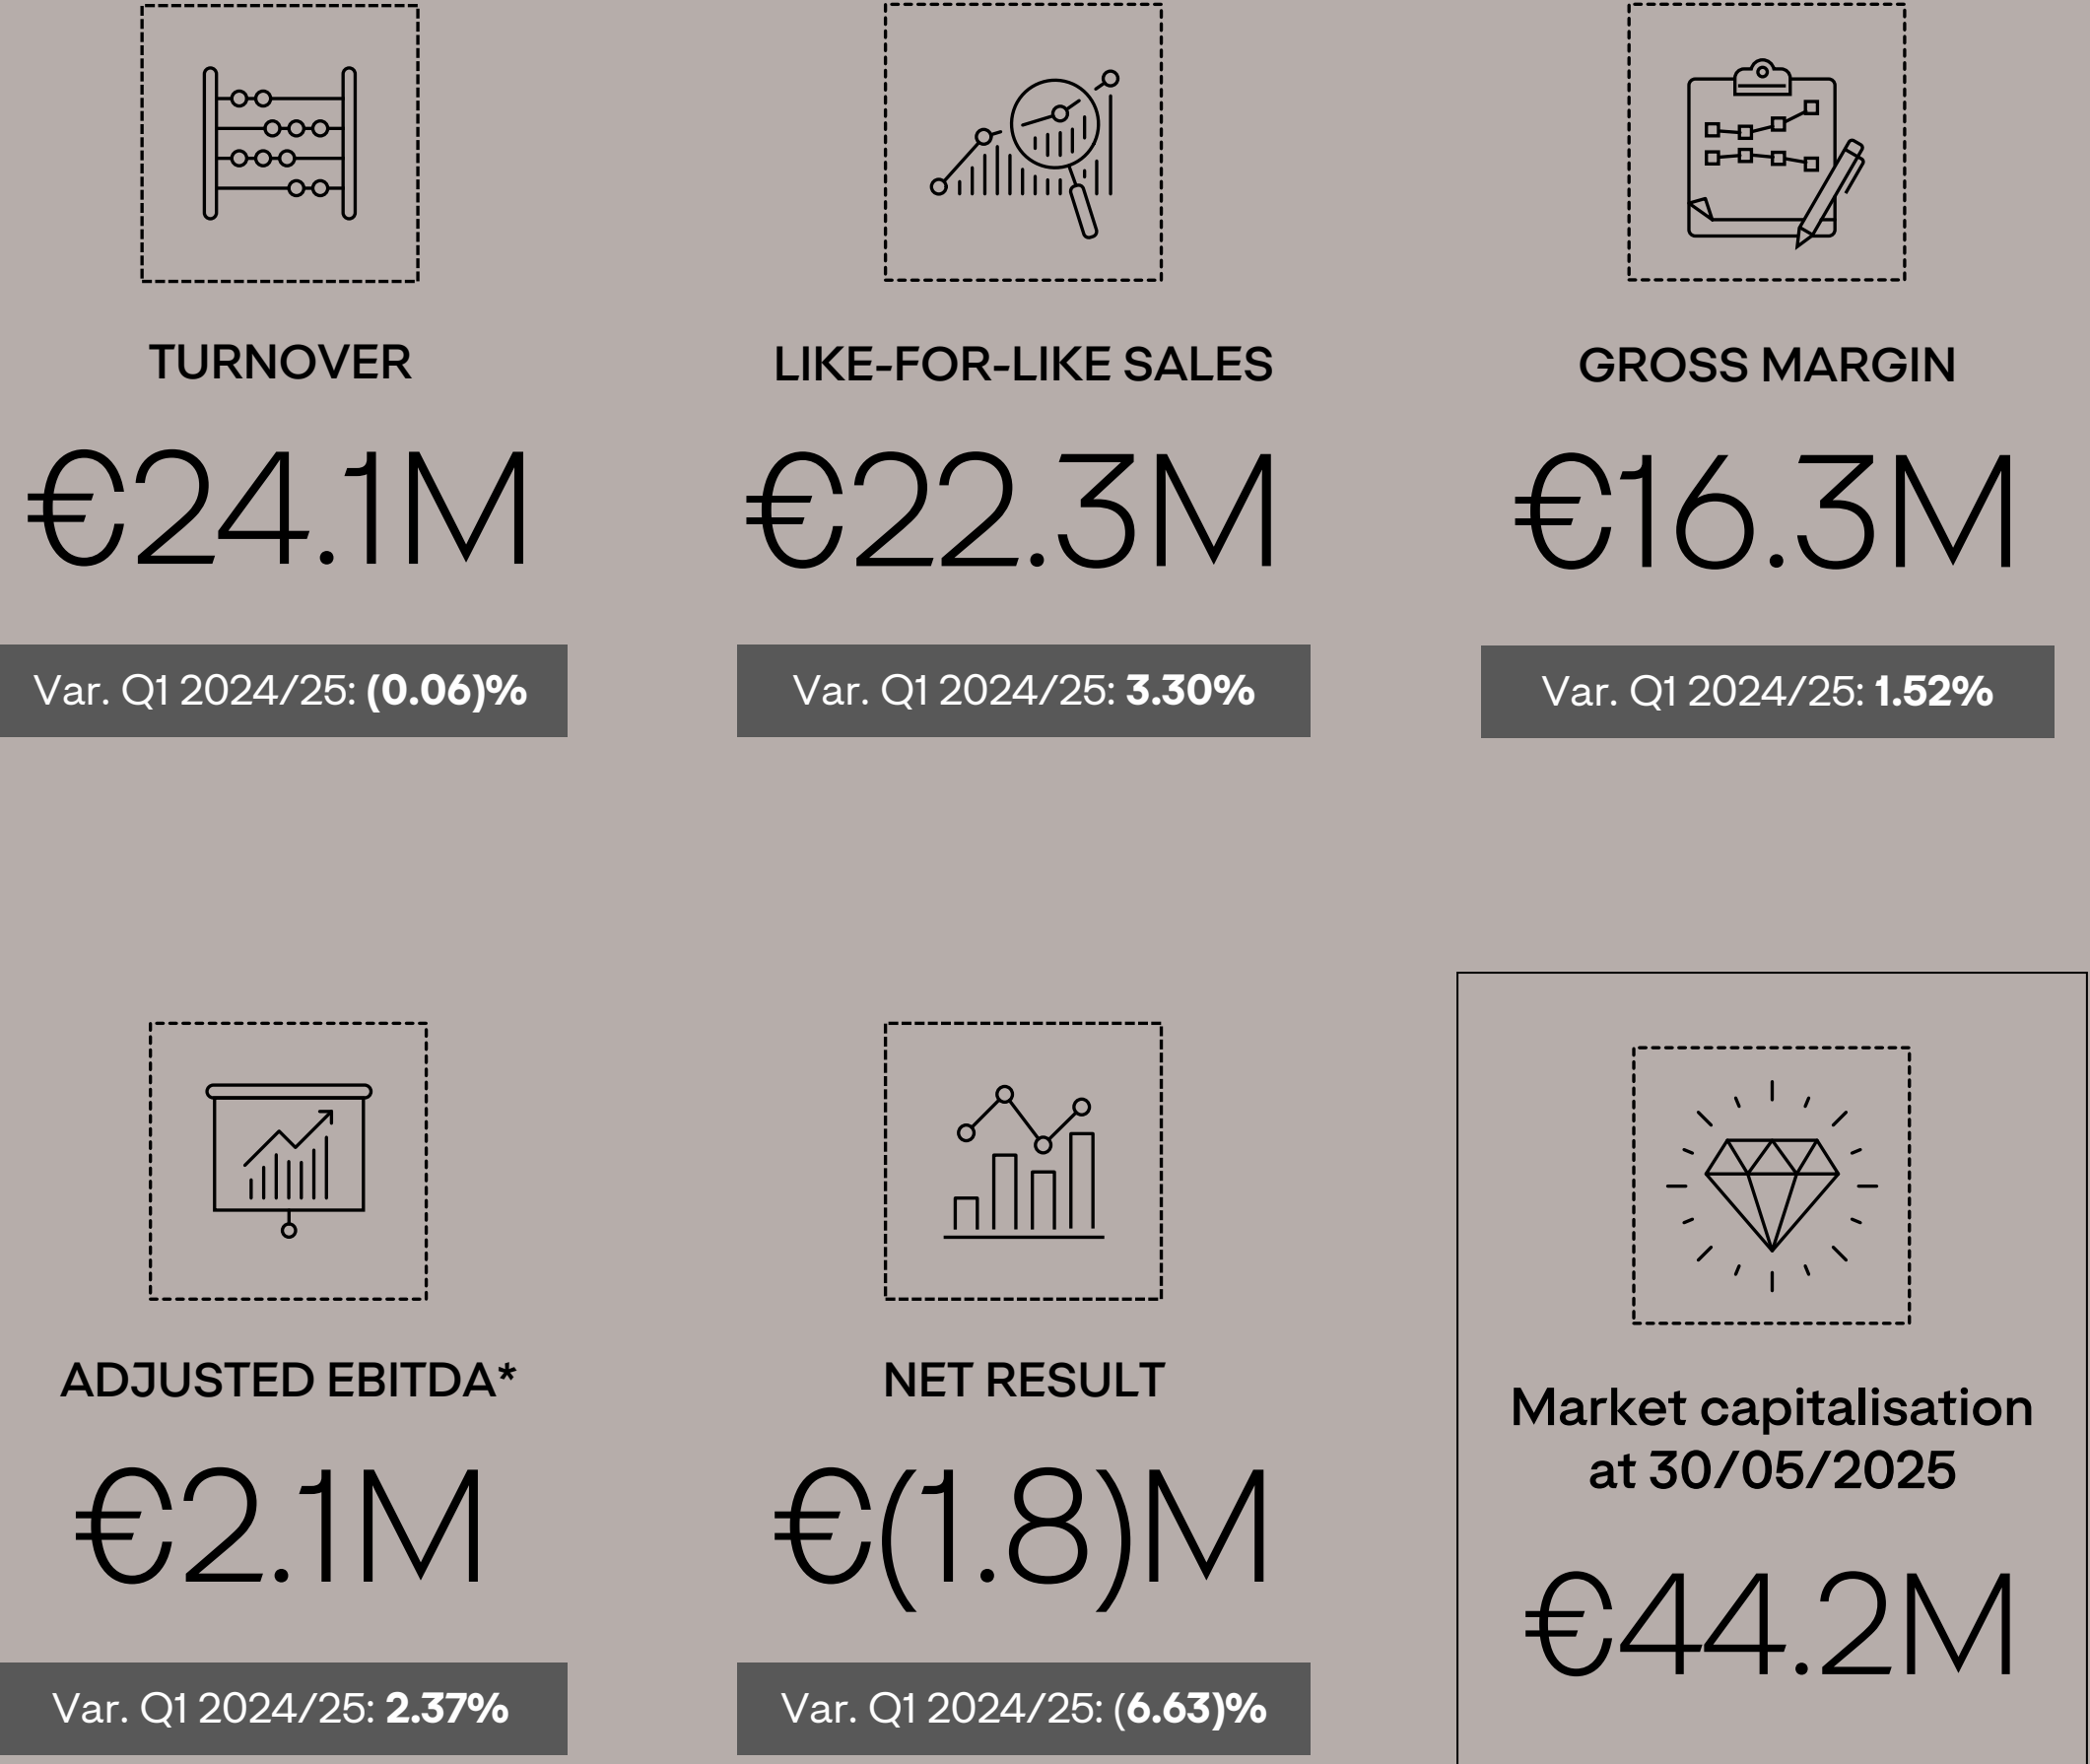 TURNOVER
€24.1M
Var. Q1 2024/25: (0.06)%
LIKE-FOR-LIKE SALES
€22.3M
Var. Q1 2024/25: 3.30%
GROSS MARGIN
€16.3M
Var. Q1 2024/25: 1.52%
ADJUSTED EBITDA*
€2.1M
Var. Q1 2024/25: 2.37%
NET RESULT
€(1.8)M
Var. Q1 2024/25: (6.63)%
Market capitalisation
at 30/05/2025
€44.2M